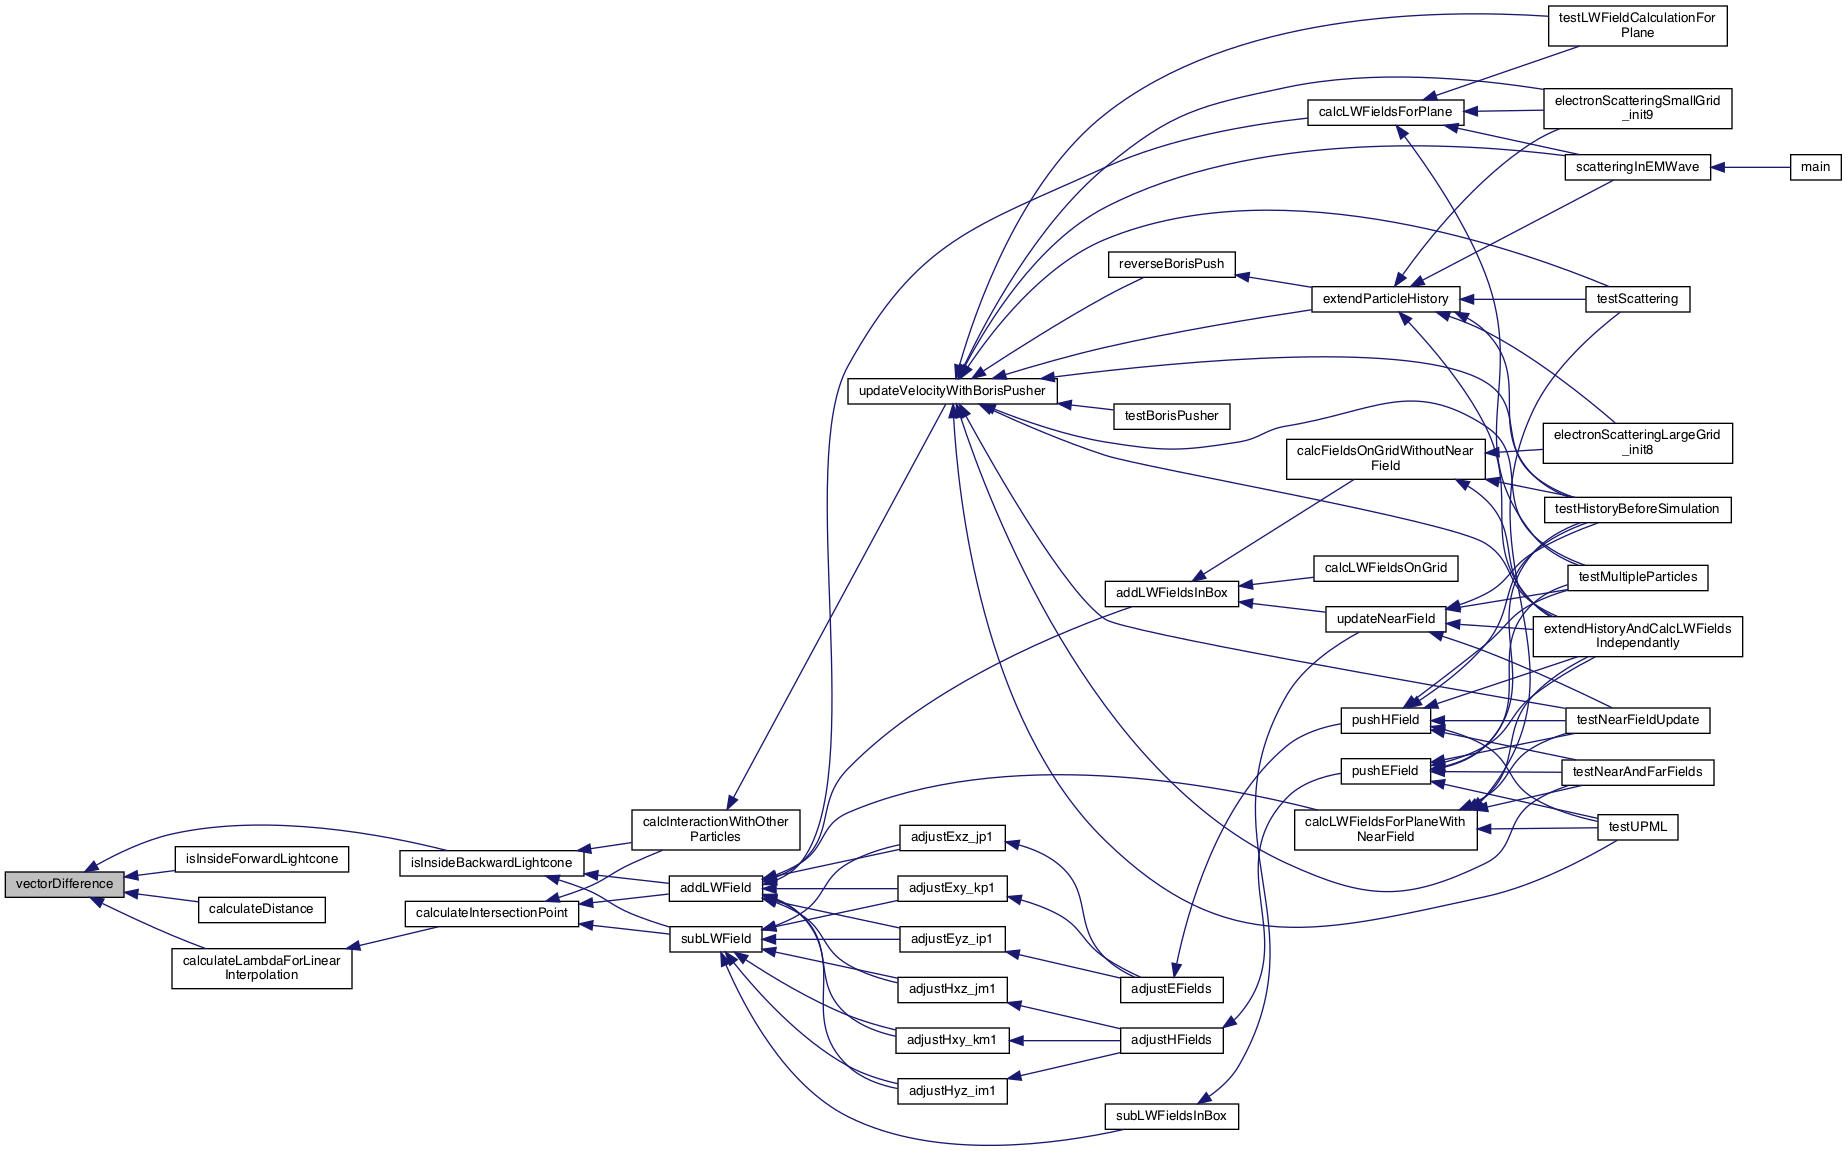 vectorDifference
isInsideForwardLightcone
calculateDistance
calculateLambdaForLinear
Interpolation
isInsideBackwardLightcone
calculateIntersectionPoint
calcInteractionWithOther
Particles
addLWField
subLWField
updateVelocityWithBorisPusher
adjustExz_jp1
adjustExy_kp1
adjustEyz_ip1
adjustHxz_jm1
adjustHxy_km1
adjustHyz_im1
reverseBorisPush
testBorisPusher
addLWFieldsInBox
adjustEFields
adjustHFields
subLWFieldsInBox
calcLWFieldsForPlane
extendParticleHistory
calcFieldsOnGridWithoutNear
Field
calcLWFieldsOnGrid
updateNearField
pushHField
pushEField
calcLWFieldsForPlaneWith
NearField
testLWFieldCalculationFor
Plane
electronScatteringSmallGrid
_init9
scatteringInEMWave
main
testScattering
electronScatteringLargeGrid
_init8
testHistoryBeforeSimulation
testMultipleParticles
extendHistoryAndCalcLWFields
Independantly
testNearFieldUpdate
testNearAndFarFields
testUPML